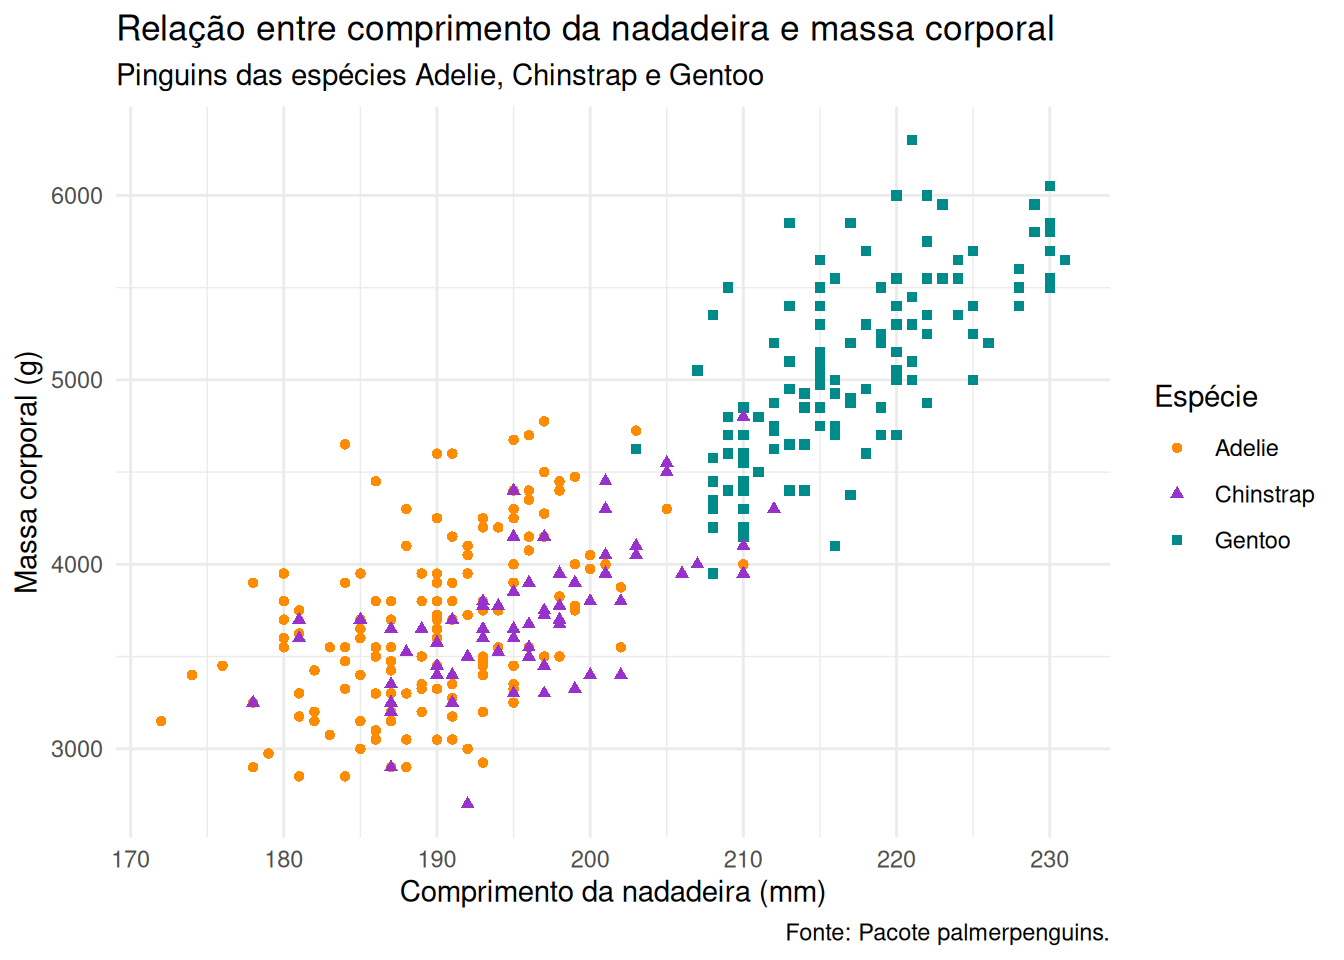 Relação entre comprimento da nadadeira e massa corporal
Pinguins das espécies Adelie, Chinstrap e Gentoo
Massa corporal (g)
6000
5000
4000
3000
170 180 190 200 210 220 230
Comprimento da nadadeira (mm)
Espécie
Adelie
Chinstrap
Gentoo
Fonte: Pacote palmerpenguins.